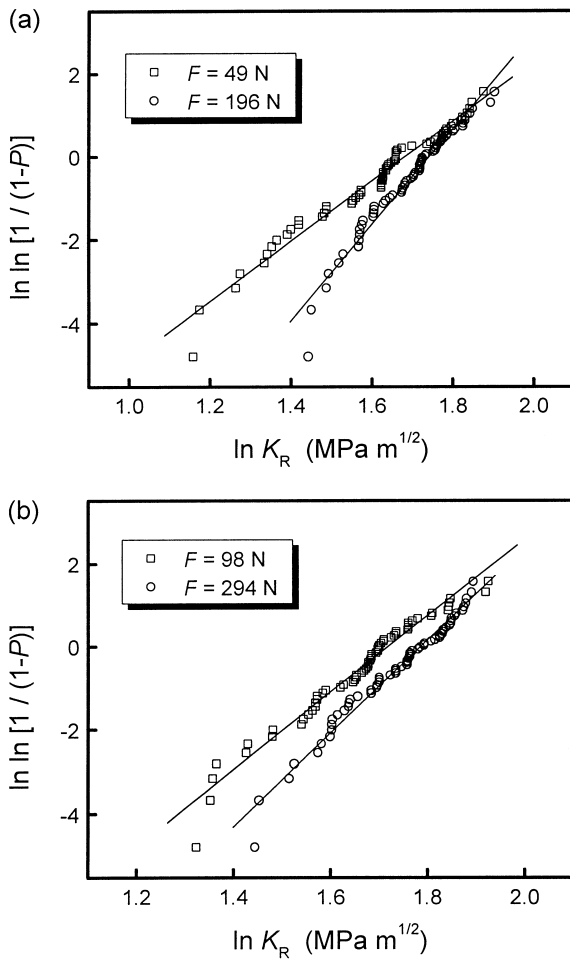 (a)
F = 49 N
F = 196 N
2
0
-2
-4
ln ln [1 / (1-P)]
1.0 1.2 1.4 1.6 1.8 2.0
ln K_R (MPa m^1/2)
(b)
F = 98 N
F = 294 N
2
0
-2
-4
ln ln [1 / (1-P)]
1.2 1.4 1.6 1.8 2.0
ln K_R (MPa m^1/2)